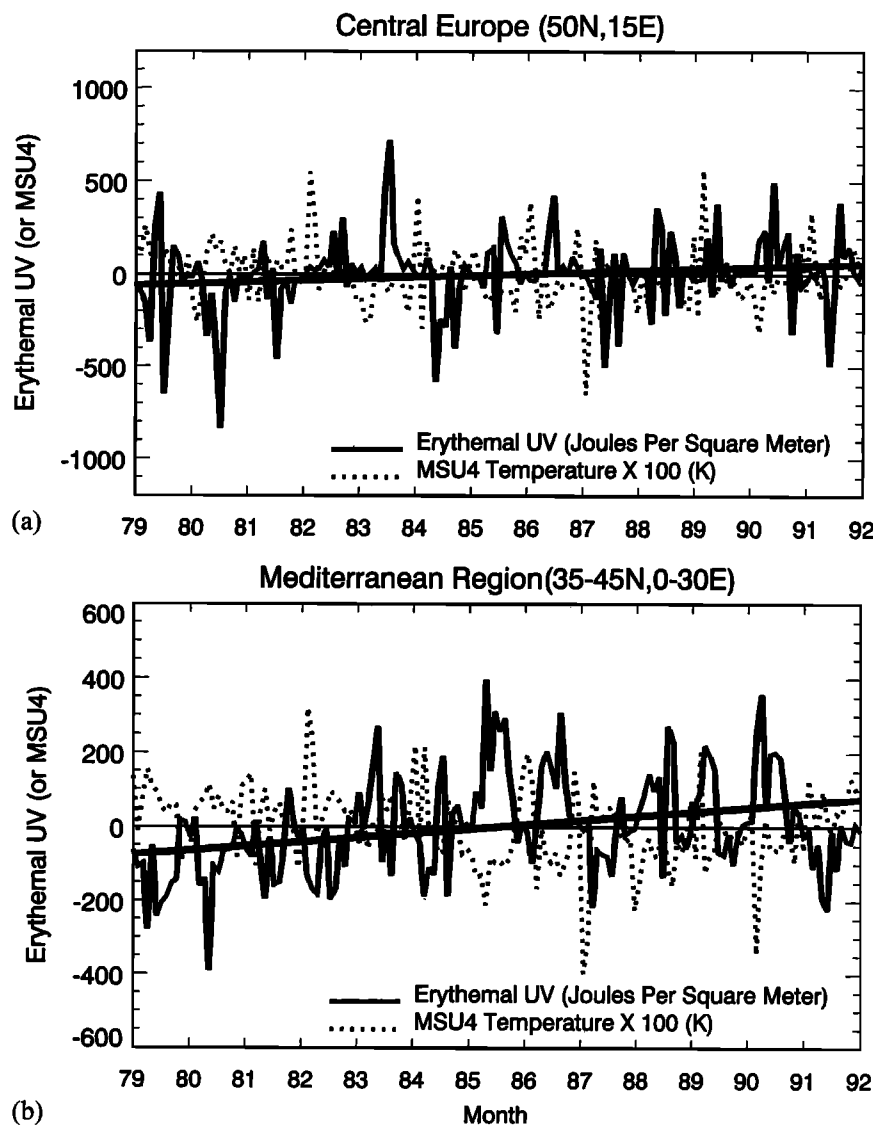 Central Europe (50N,15E)
Erythemal UV (or MSU4)
1000
500
0
-500
-1000
Erythemal UV (Joules Per Square Meter)
MSU4 Temperature X 100 (K)
79 80 81 82 83 84 85 86 87 88 89 90 91 92
(a)
Mediterranean Region(35-45N,0-30E)
Erythemal UV (or MSU4)
600
400
200
0
-200
-400
-600
Erythemal UV (Joules Per Square Meter)
MSU4 Temperature X 100 (K)
79 80 81 82 83 84 85 86 87 88 89 90 91 92
(b)
Month